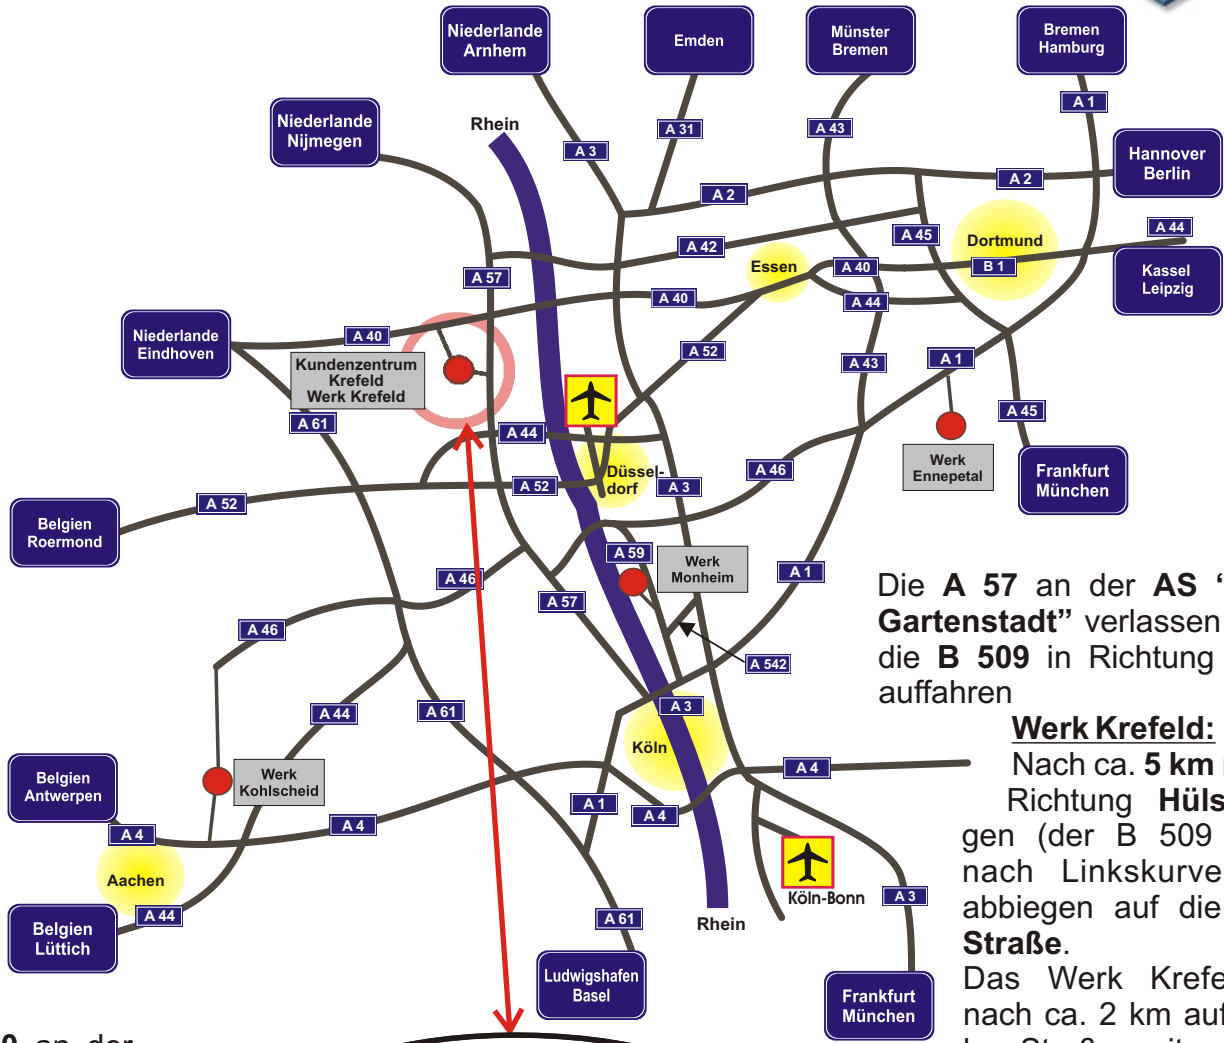 Niederlande
Arnhem
Emden
Münster
Bremen
Bremen
Hamburg
Niederlande
Nijmegen
Rhein
A 3
A 31
A 43
A 1
Hannover
Berlin
A 2
A 2
A 42
A 45
Dortmund
A 44
Kassel
Leipzig
A 57
Essen
A 40
B 1
A 40
A 44
Niederlande
Eindhoven
A 40
A 52
A 43
A 1
Kundenzentrum
Krefeld
Werk Krefeld
A 61
A 44
A 45
Werk
Ennepetal
Frankfurt
München
A 46
Düssel-
dorf
A 3
A 52
A 52
Belgien
Roermond
A 59
Werk
Monheim
A 46
A 57
A 1
A 46
A 542
A 44
A 61
A 3
Köln
Belgien
Antwerpen
Werk
Kohlscheid
A 4
A 4
A 4
A 1
A 4
Aachen
A 44
Belgien
Lüttich
Köln-Bonn
A 3
Rhein
A 61
Ludwigshafen
Basel
Frankfurt
München
Die A 57 an der AS ‘
Gartenstadt” verlassen
die B 509 in Richtung
auffahren
Werk Krefeld:
Nach ca. 5 km
Richtung Hüls
gen (der B 509
nach Linkskurve
abbiegen auf die
Straße.
Das Werk Krefe
nach ca. 2 km auf
0 an der